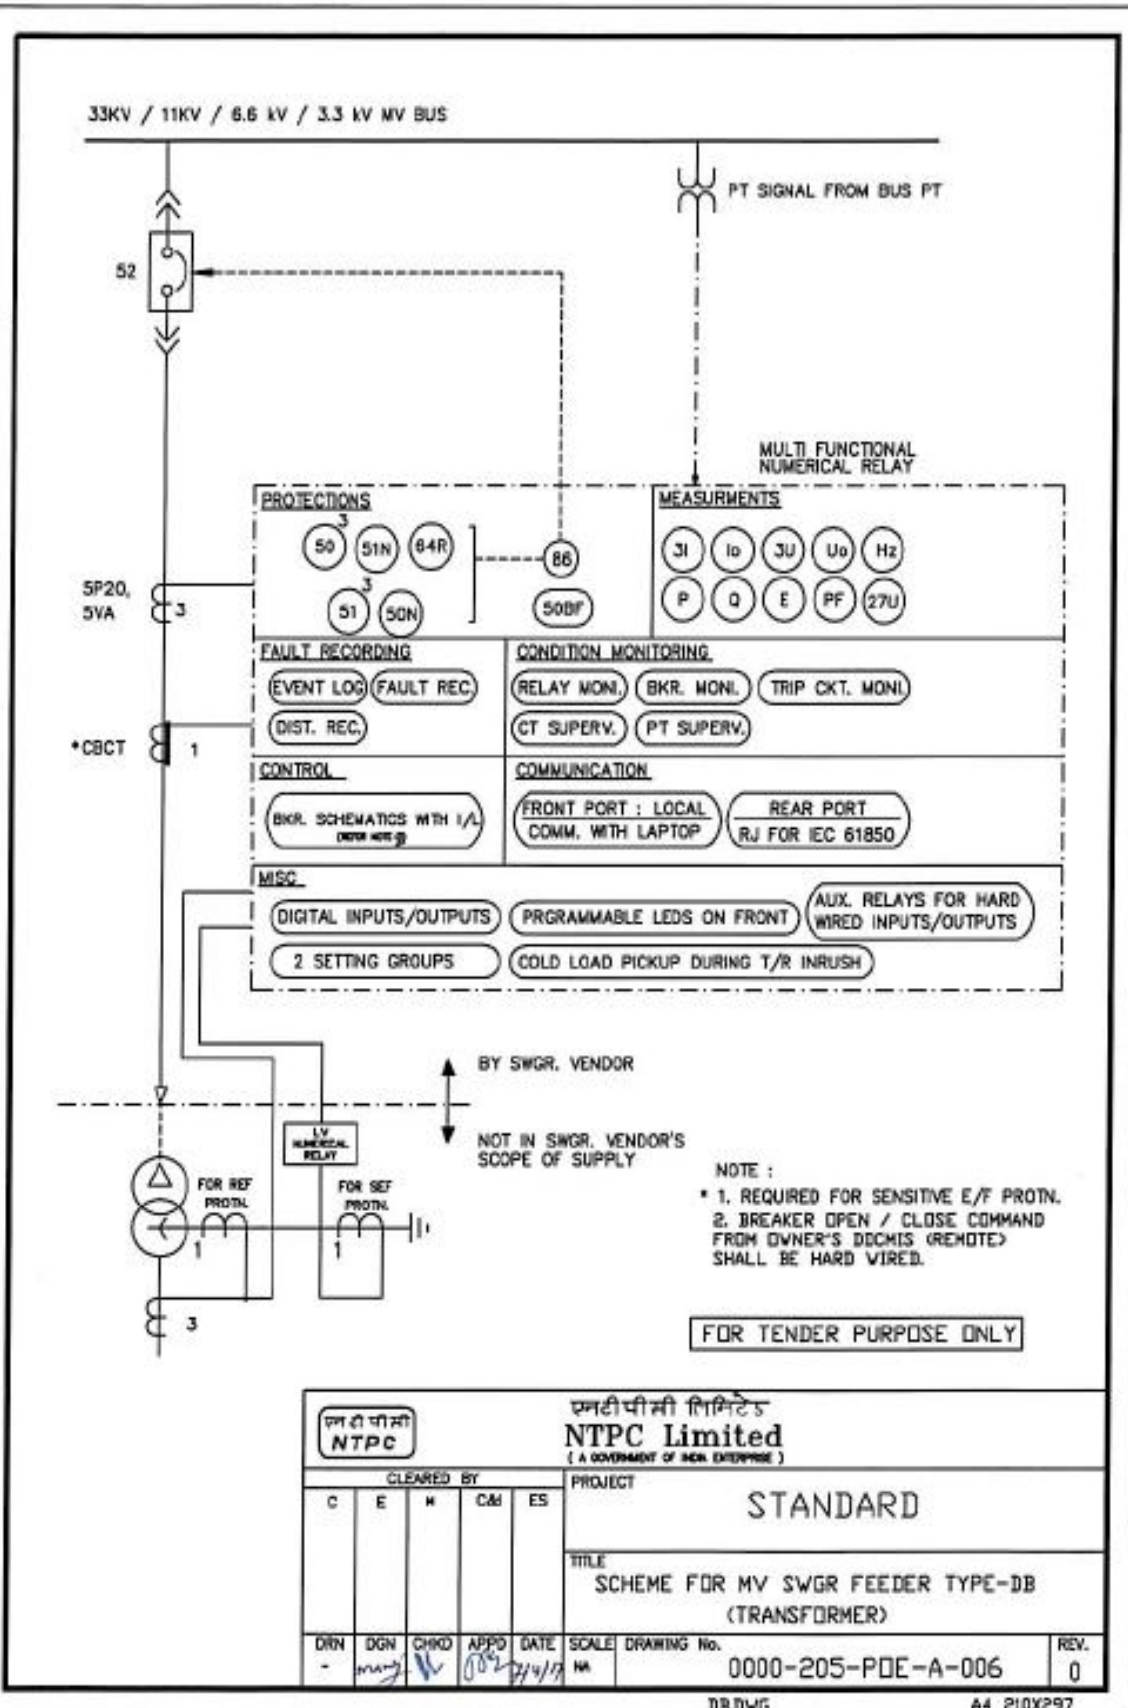 33KV / 11KV / 6.6 kV / 3.3 kV MV BUS
PT SIGNAL FROM BUS PT
52
MULTI FUNCTIONAL
NUMERICAL RELAY
PROTECTIONS
MEASURMENTS
3
50 51N 64R
86
3I Io 3U Uo Hz
5P20,
5VA
3
3
51 50N
50BF
P Q E PF 27U
FAULT RECORDING
CONDITION MONITORING
EVENT LOG FAULT REC.
RELAY MONI. BKR. MONI. TRIP CKT. MONI.
DIST. REC.
CT SUPERV. PT SUPERV.
*CBCT 1
CONTROL
COMMUNICATION
BKR. SCHEMATICS WITH I/L
FRONT PORT : LOCAL
COMM. WITH LAPTOP
REAR PORT
RJ FOR IEC 61850
MISC
DIGITAL INPUTS/OUTPUTS
PRGRAMMABLE LEDS ON FRONT
AUX. RELAYS FOR HARD
WIRED INPUTS/OUTPUTS
2 SETTING GROUPS
COLD LOAD PICKUP DURING T/R INRUSH
BY SWGR. VENDOR
LV
NUMERICAL
RELAY
NOT IN SWGR. VENDOR'S
SCOPE OF SUPPLY
FOR REF
PROTN.
1
FOR SEF
PROTN.
1
3
NOTE :
* 1. REQUIRED FOR SENSITIVE E/F PROTN.
2. BREAKER OPEN / CLOSE COMMAND
FROM OWNER'S DDCMIS (REMOTE)
SHALL BE HARD WIRED.
FOR TENDER PURPOSE ONLY
एनटीपीसी
NTPC
एनटीपीसी लिमिटेड
NTPC Limited
( A GOVERNMENT OF INDIA ENTERPRISE )
CLEARED BY
C E M C&I ES
PROJECT
STANDARD
TITLE
SCHEME FOR MV SWGR FEEDER TYPE-DB
(TRANSFORMER)
DRN DGN CHKD APPD DATE
-
SCALE
NA
DRAWING No.
0000-205-POE-A-006
REV.
0
DB.DWG
A4 210X297